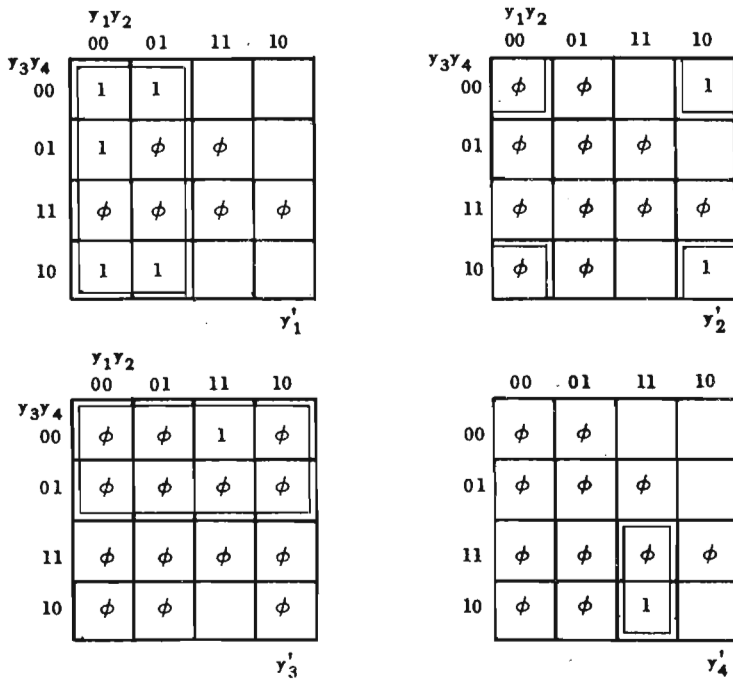 y₁y₂
00 01 11 10
y₃y₄
00 1 1
01 1 ϕ ϕ
11 ϕ ϕ ϕ ϕ
10 1 1
y'₁
y₁y₂
00 01 11 10
y₃y₄
00 ϕ ϕ 1
01 ϕ ϕ ϕ
11 ϕ ϕ ϕ ϕ
10 ϕ ϕ 1
y'₂
y₁y₂
00 01 11 10
y₃y₄
00 ϕ ϕ 1 ϕ
01 ϕ ϕ ϕ ϕ
11 ϕ ϕ ϕ ϕ
10 ϕ ϕ ϕ
y'₃
00 01 11 10
00 ϕ ϕ
01 ϕ ϕ ϕ
11 ϕ ϕ ϕ ϕ
10 ϕ ϕ 1
y'₄